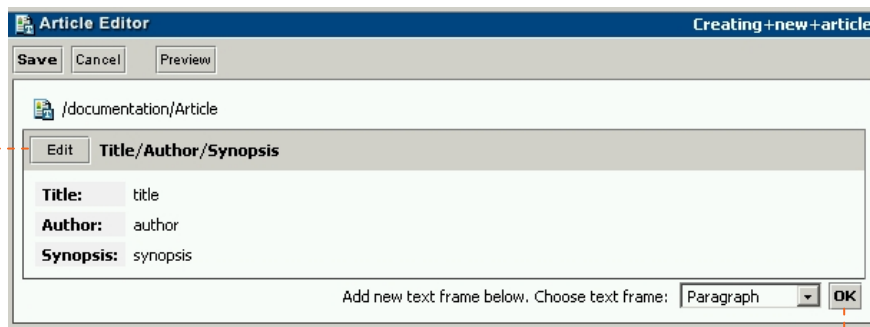 Article Editor Creating+new+article
Save Cancel Preview
/documentation/Article
Edit Title/Author/Synopsis
Title: title
Author: author
Synopsis: synopsis
Add new text frame below. Choose text frame: Paragraph OK